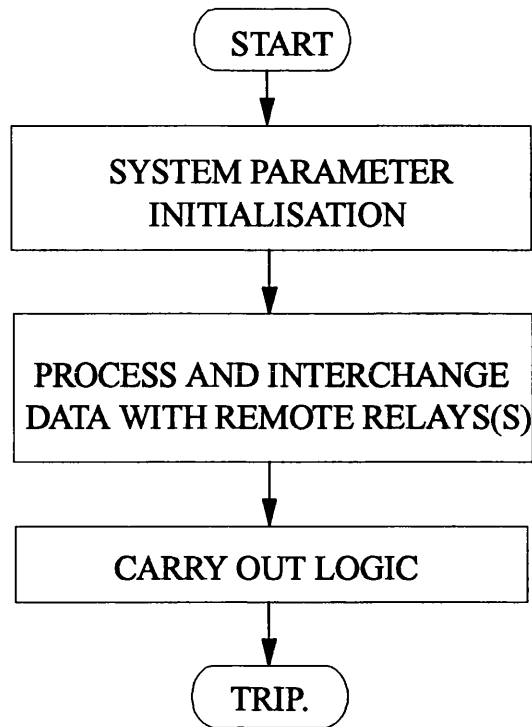 START
SYSTEM PARAMETER
INITIALISATION
PROCESS AND INTERCHANGE
DATA WITH REMOTE RELAYS(S)
CARRY OUT LOGIC
TRIP.